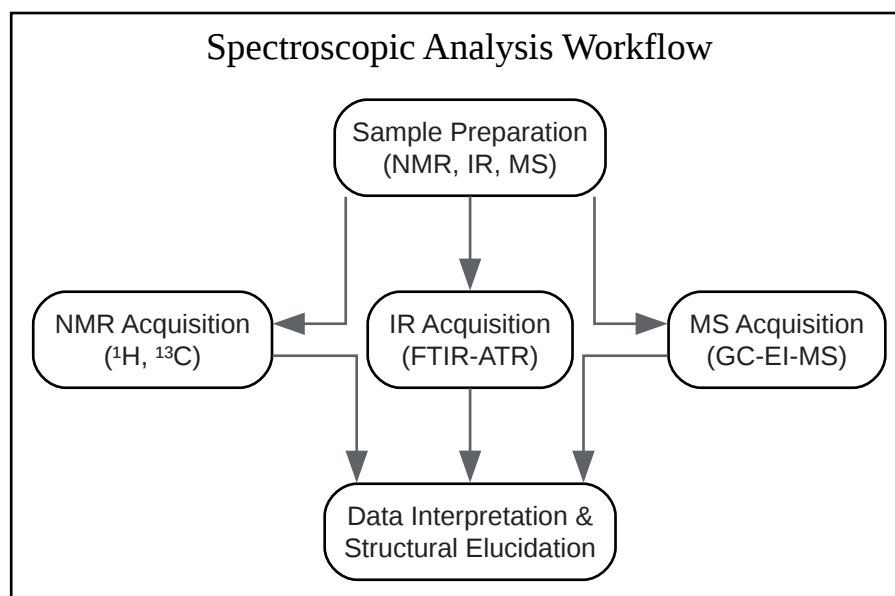 Spectroscopic Analysis Workflow
Sample Preparation
(NMR, IR, MS)
NMR Acquisition
(¹H, ¹³C)
IR Acquisition
(FTIR-ATR)
MS Acquisition
(GC-EI-MS)
Data Interpretation &
Structural Elucidation